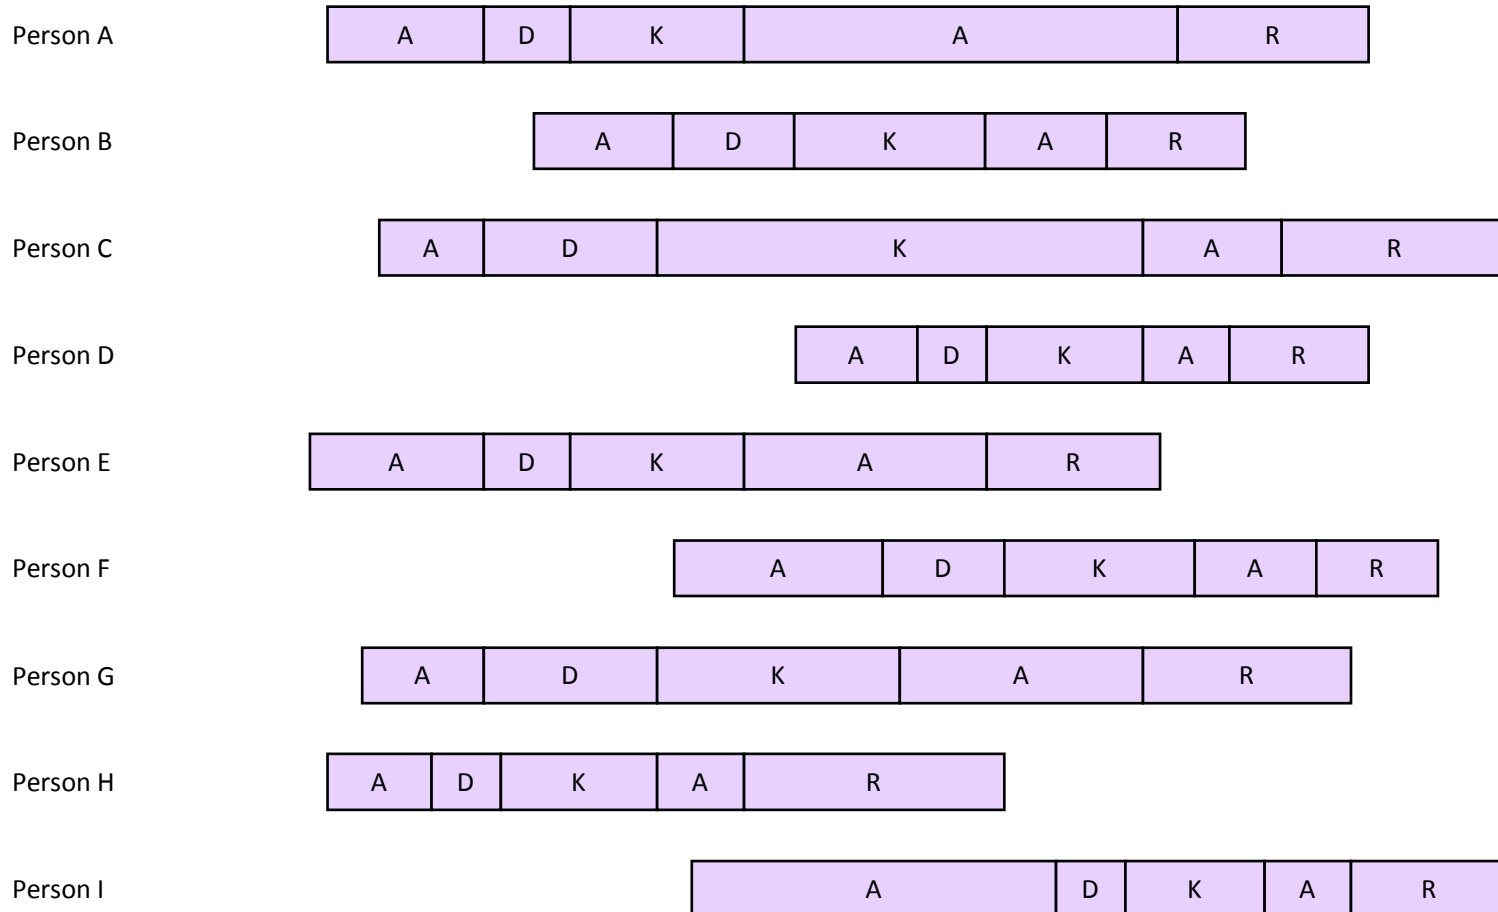 Person A A D K A R
Person B A D K A R
Person C A D K A R
Person D A D K A R
Person E A D K A R
Person F A D K A R
Person G A D K A R
Person H A D K A R
Person I A D K A R